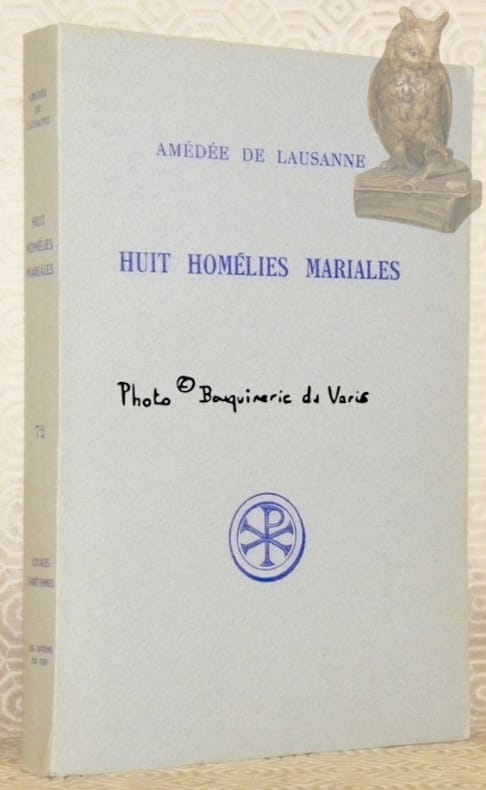 AMÉDÉE
DE
LAUSANNE
HUIT
HOMÉLIES
MARIALES
72
SOURCES
CHRÉTIENNES
AMÉDÉE DE LAUSANNE
HUIT HOMÉLIES MARIALES
Photo © Bouquinerie du Varis